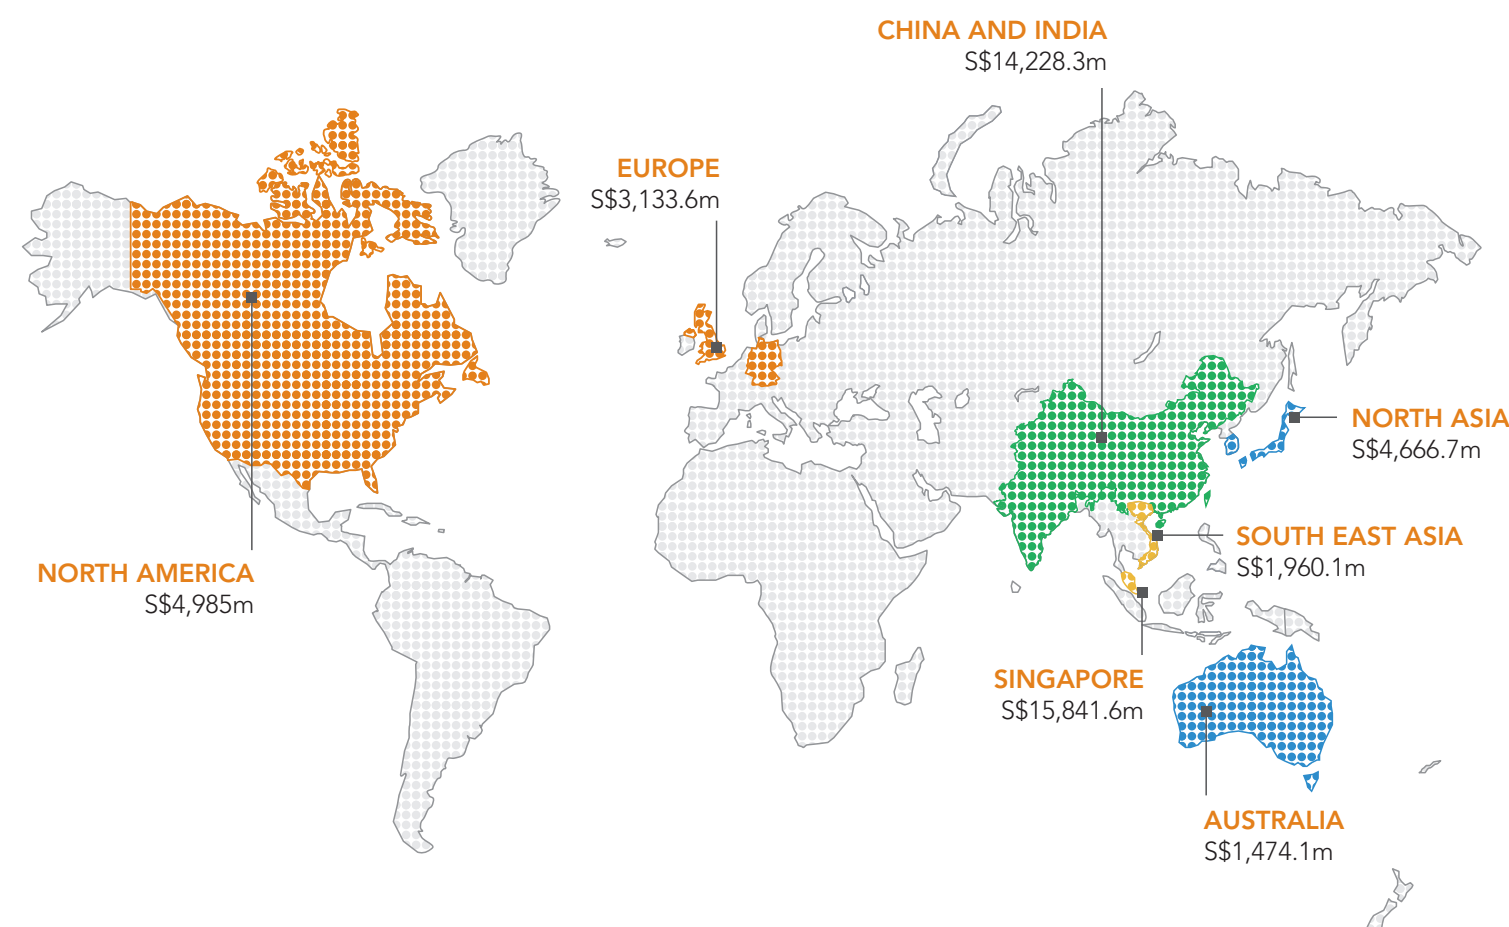 CHINA AND INDIA
S$14,228.3m
EUROPE
S$3,133.6m
NORTH ASIA
S$4,666.7m
SOUTH EAST ASIA
S$1,960.1m
NORTH AMERICA
S$4,985m
SINGAPORE
S$15,841.6m
AUSTRALIA
S$1,474.1m